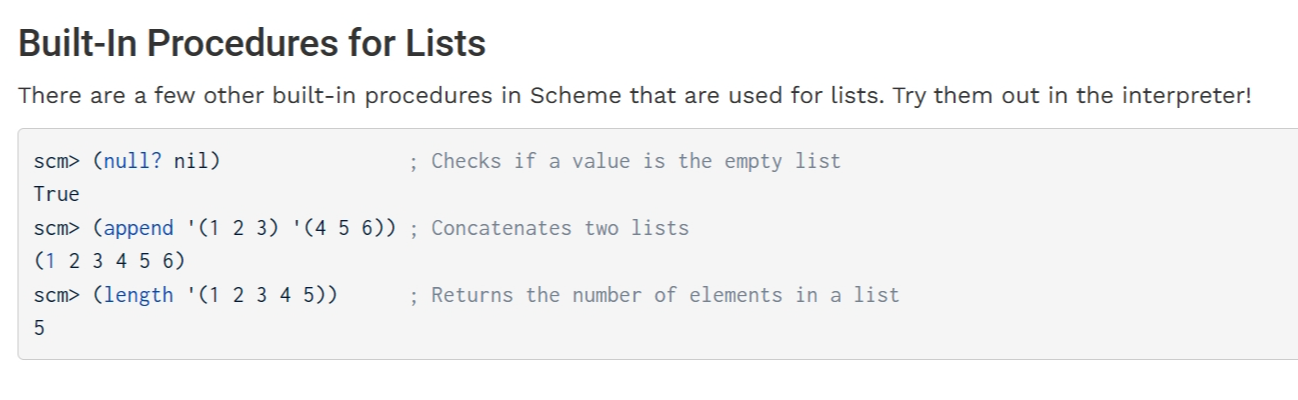 Built-In Procedures for Lists
There are a few other built-in procedures in Scheme that are used for lists. Try them out in the interpreter!
scm> (null? nil)                ; Checks if a value is the empty list
True
scm> (append '(1 2 3) '(4 5 6)) ; Concatenates two lists
(1 2 3 4 5 6)
scm> (length '(1 2 3 4 5))      ; Returns the number of elements in a list
5